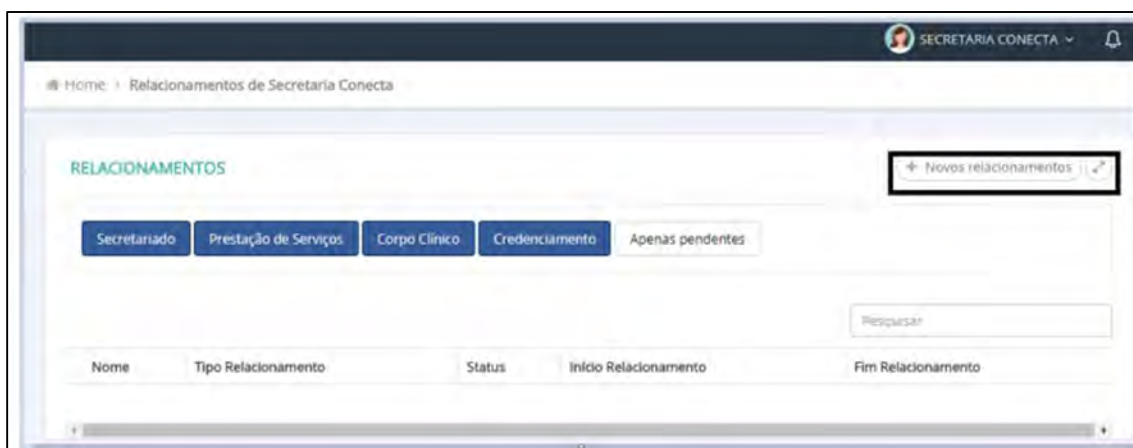 SECRETARIA CONECTA
Home > Relacionamentos de Secretaria Conecta
RELACIONAMENTOS
+ Novos relacionamentos
Secretariado Prestação de Serviços Corpo Clínico Credenciamento Apenas pendentes
Pesquisar
Nome Tipo Relacionamento Status Início Relacionamento Fim Relacionamento